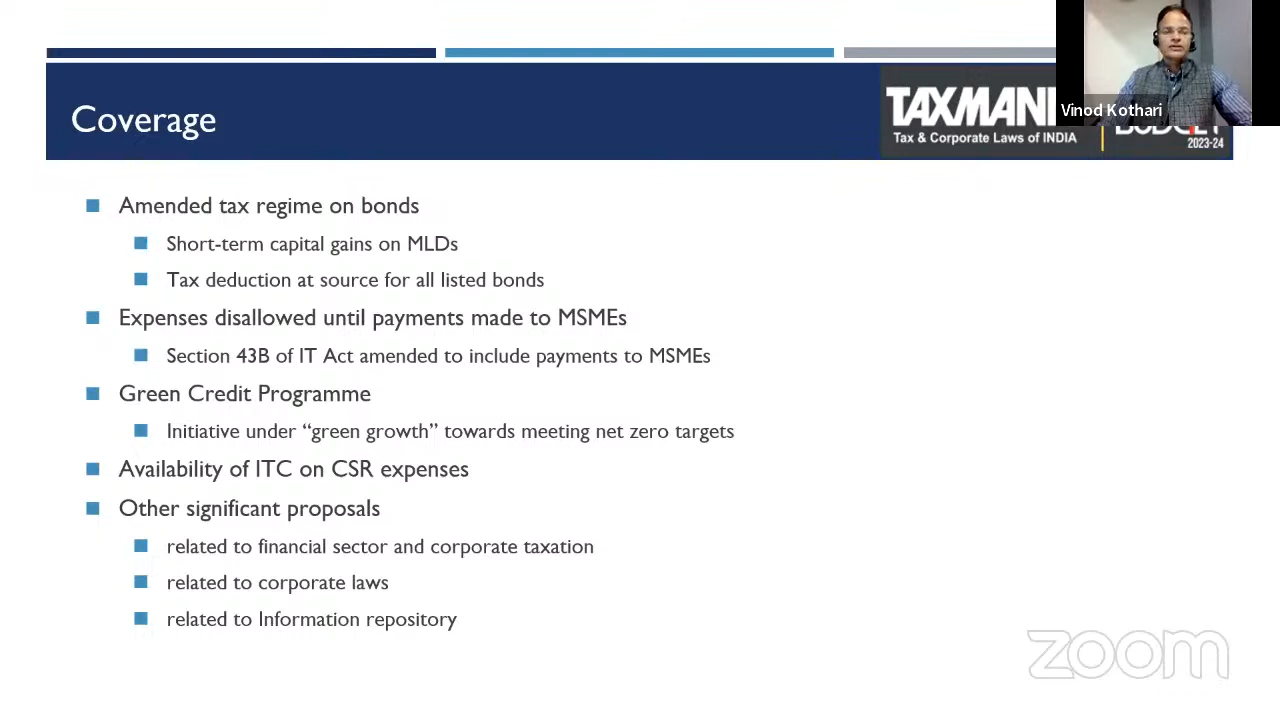 Coverage
TAXMANN
Tax & Corporate Laws of INDIA
BUDGET
2023-24
Vinod Kothari
Amended tax regime on bonds
Short-term capital gains on MLDs
Tax deduction at source for all listed bonds
Expenses disallowed until payments made to MSMEs
Section 43B of IT Act amended to include payments to MSMEs
Green Credit Programme
Initiative under “green growth” towards meeting net zero targets
Availability of ITC on CSR expenses
Other significant proposals
related to financial sector and corporate taxation
related to corporate laws
related to Information repository
zoom